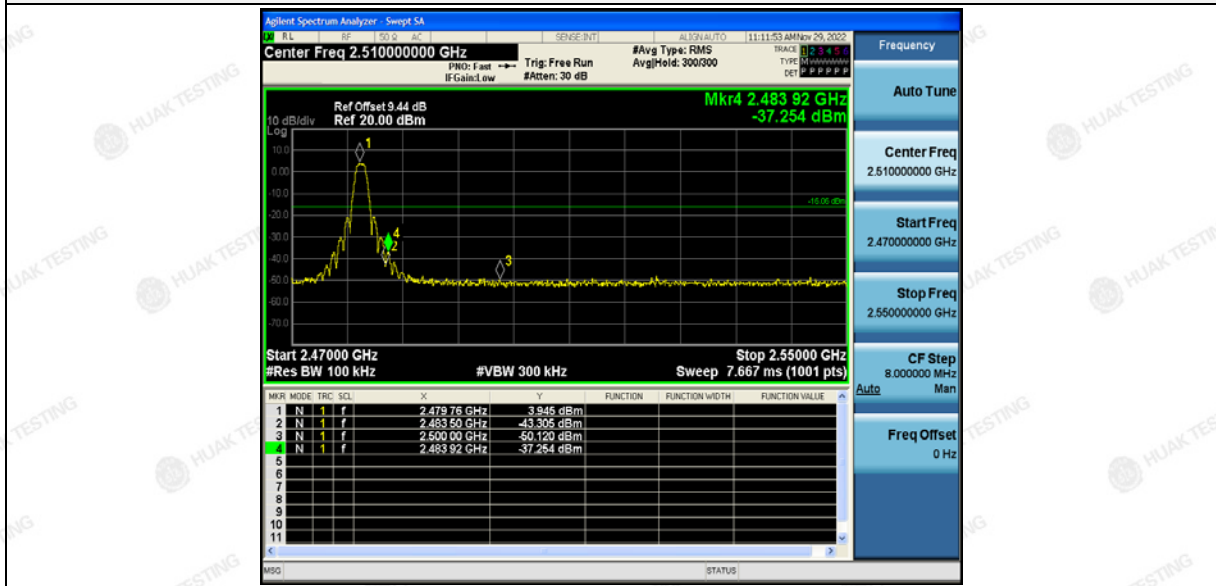 Agilent Spectrum Analyzer - Swept SA
RL RF 50 Ω AC SENSE:INT ALIGN AUTO 11:11:53 AM Nov 29, 2022
Center Freq 2.510000000 GHz
PNO: Fast
IFGain:Low
Trig: Free Run
#Atten: 30 dB
#Avg Type: RMS
Avg|Hold: 300/300
TRACE 1 2 3 4 5 6
TYPE M W W W W W
DET P P P P P P
Ref Offset 9.44 dB
10 dB/div Ref 20.00 dBm
Log
Mkr4 2.483 92 GHz
-37.254 dBm
10.0
0.00
-10.0
-20.0
-30.0
-40.0
-50.0
-60.0
-70.0
1
4
2
3
Start 2.47000 GHz Stop 2.55000 GHz
#Res BW 100 kHz #VBW 300 kHz Sweep 7.667 ms (1001 pts)
MKR MODE TRC SCL X Y FUNCTION FUNCTION WIDTH FUNCTION VALUE
1 N 1 f 2.479 76 GHz 3.945 dBm
2 N 1 f 2.483 50 GHz -43.305 dBm
3 N 1 f 2.500 00 GHz -50.120 dBm
4 N 1 f 2.483 92 GHz -37.254 dBm
5
6
7
8
9
10
11
MSG STATUS
Frequency
Auto Tune
Center Freq
2.510000000 GHz
Start Freq
2.470000000 GHz
Stop Freq
2.550000000 GHz
CF Step
8.000000 MHz
Auto Man
Freq Offset
0 Hz
HUAK TESTING
HUAK TESTING
HUAK TESTING
HUAK TESTING
HUAK TESTING